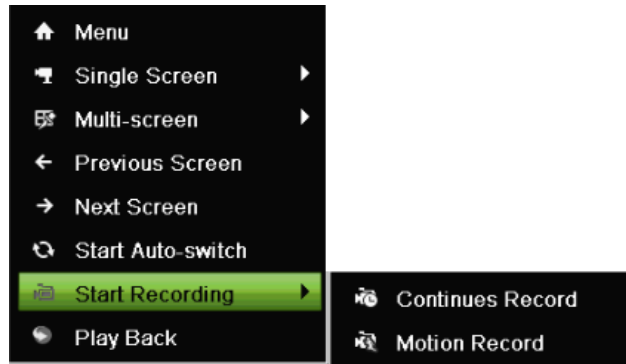 Menu
Single Screen
Multi-screen
Previous Screen
Next Screen
Start Auto-switch
Start Recording
Continues Record
Play Back
Motion Record